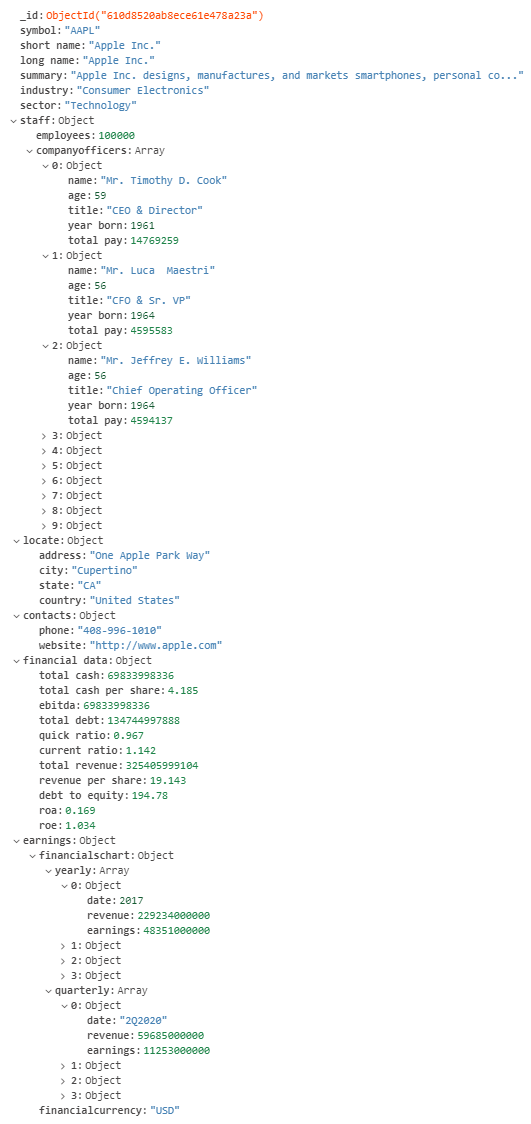 _id: ObjectId("610d8520ab8ece61e478a23a")
symbol: "AAPL"
short name: "Apple Inc."
long name: "Apple Inc."
summary: "Apple Inc. designs, manufactures, and markets smartphones, personal co..."
industry: "Consumer Electronics"
sector: "Technology"
staff: Object
employees: 100000
companyofficers: Array
0: Object
name: "Mr. Timothy D. Cook"
age: 59
title: "CEO & Director"
year born: 1961
total pay: 14769259
1: Object
name: "Mr. Luca  Maestri"
age: 56
title: "CFO & Sr. VP"
year born: 1964
total pay: 4595583
2: Object
name: "Mr. Jeffrey E. Williams"
age: 56
title: "Chief Operating Officer"
year born: 1964
total pay: 4594137
3: Object
4: Object
5: Object
6: Object
7: Object
8: Object
9: Object
locate: Object
address: "One Apple Park Way"
city: "Cupertino"
state: "CA"
country: "United States"
contacts: Object
phone: "408-996-1010"
website: "http://www.apple.com"
financial data: Object
total cash: 69833998336
total cash per share: 4.185
ebitda: 69833998336
total debt: 134744997888
quick ratio: 0.967
current ratio: 1.142
total revenue: 325405999104
revenue per share: 19.143
debt to equity: 194.78
roa: 0.169
roe: 1.034
earnings: Object
financialschart: Object
yearly: Array
0: Object
date: 2017
revenue: 229234000000
earnings: 48351000000
1: Object
2: Object
3: Object
quarterly: Array
0: Object
date: "2Q2020"
revenue: 59685000000
earnings: 11253000000
1: Object
2: Object
3: Object
financialcurrency: "USD"